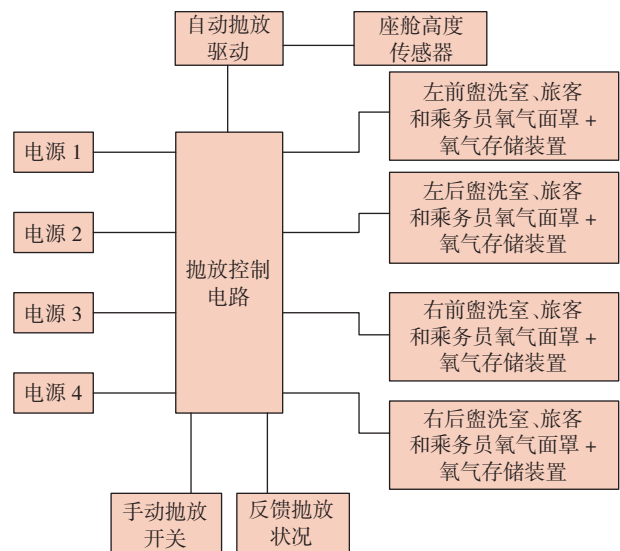 自动抛放
驱动
座舱高度
传感器
左前盥洗室、旅客
和乘务员氧气面罩 +
氧气存储装置
电源 1
左后盥洗室、旅客
和乘务员氧气面罩 +
氧气存储装置
电源 2
抛放控制
电路
右前盥洗室、旅客
和乘务员氧气面罩 +
氧气存储装置
电源 3
电源 4
右后盥洗室、旅客
和乘务员氧气面罩 +
氧气存储装置
手动抛放
开关
反馈抛放
状况